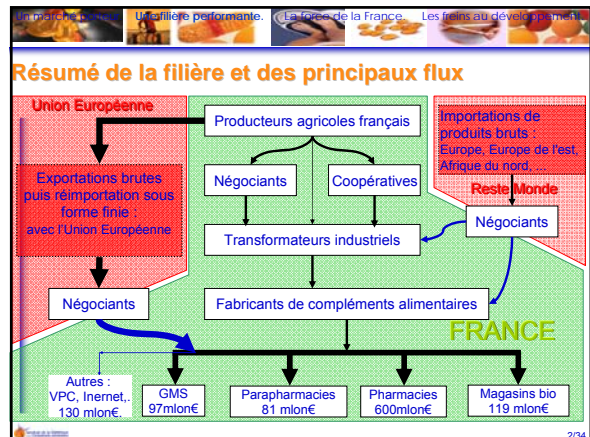 Un marché porteur. Une filière performante. La force de la France. Les freins au développement.
Résumé de la filière et des principaux flux
Union Européenne
Producteurs agricoles français
Importations de
produits bruts :
Europe, Europe de l'est,
Afrique du nord, ...
Exportations brutes
puis réimportation sous
forme finie :
avec l'Union Européenne
Négociants
Coopératives
Reste Monde
Négociants
Transformateurs industriels
Négociants
Fabricants de compléments alimentaires
FRANCE
Autres :
VPC, Inernet,.
130 mlon€.
GMS
97mlon€
Parapharmacies
81 mlon€
Pharmacies
600mlon€
Magasins bio
119 mlon€
2/34